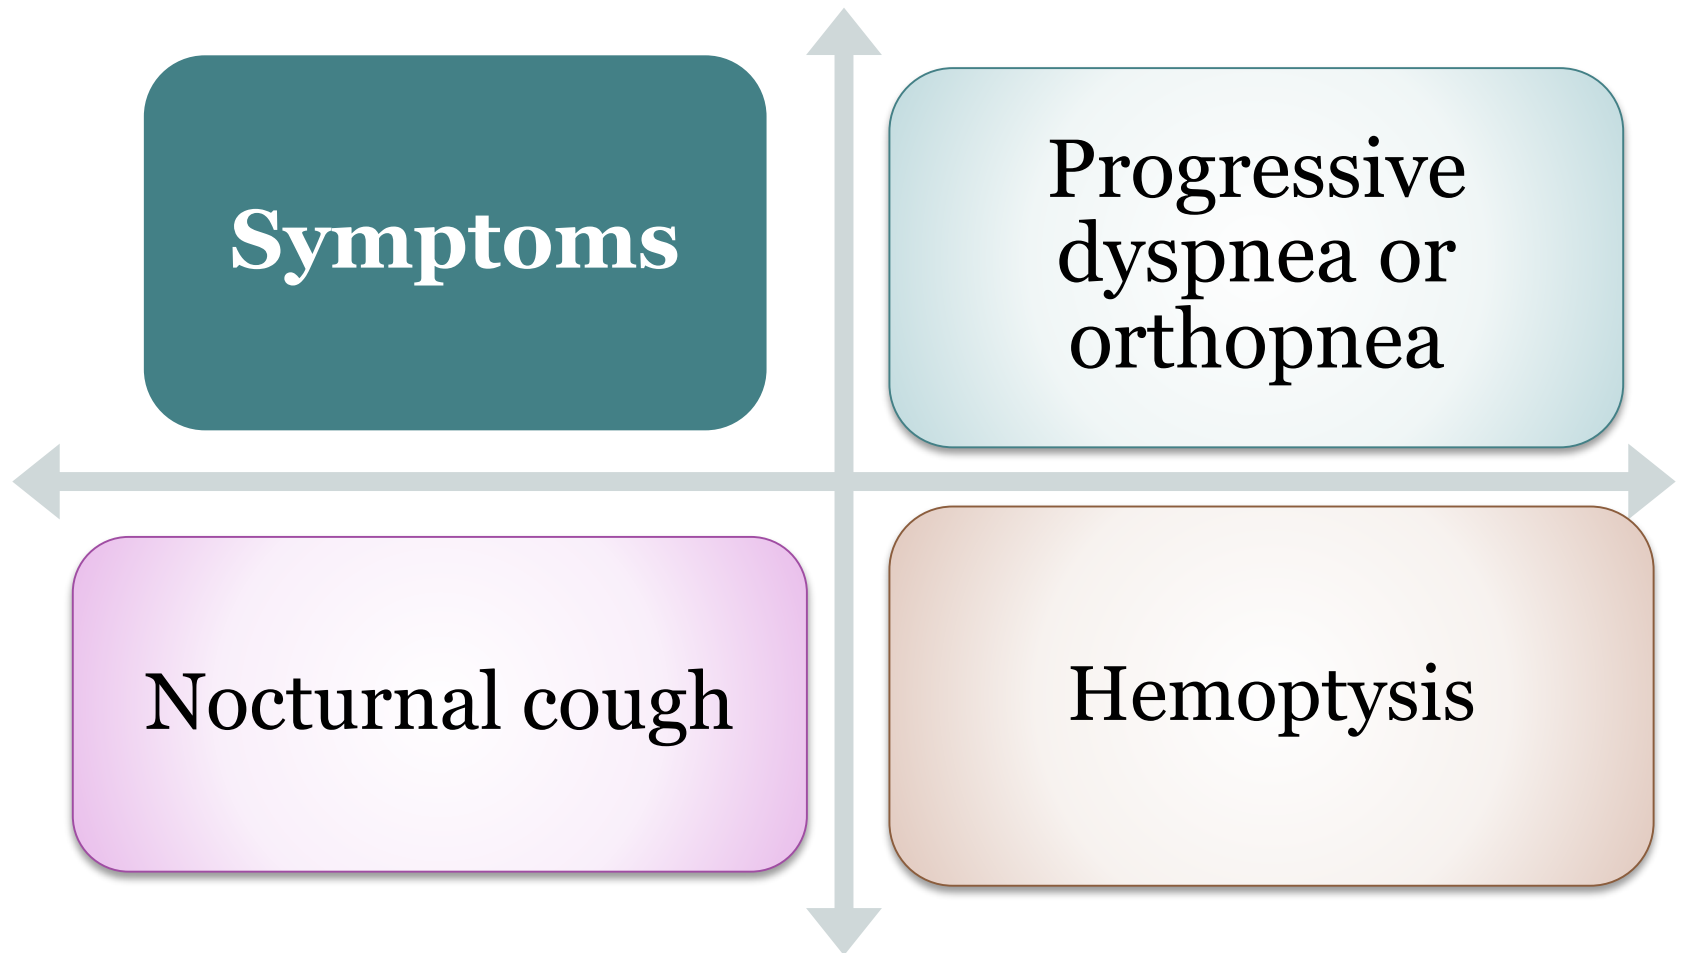 Symptoms
Progressive
dyspnea or
orthopnea
Nocturnal cough
Hemoptysis